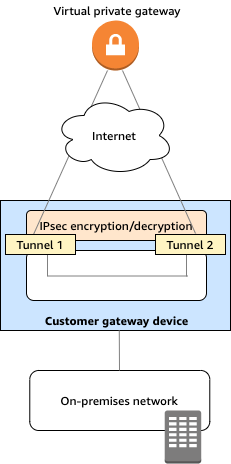 Virtual private gateway
Internet
IPsec encryption/decryption
Tunnel 1
Tunnel 2
Customer gateway device
On-premises network